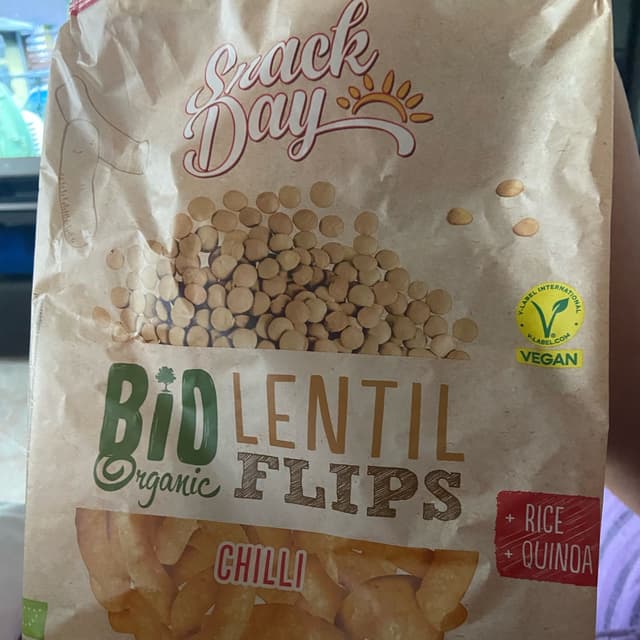 Snack
Day
V-LABEL INTERNATIONAL
V-LABEL.COM
VEGAN
BiO
Organic
LENTIL
FLIPS
CHILLI
+ RICE
+ QUINOA